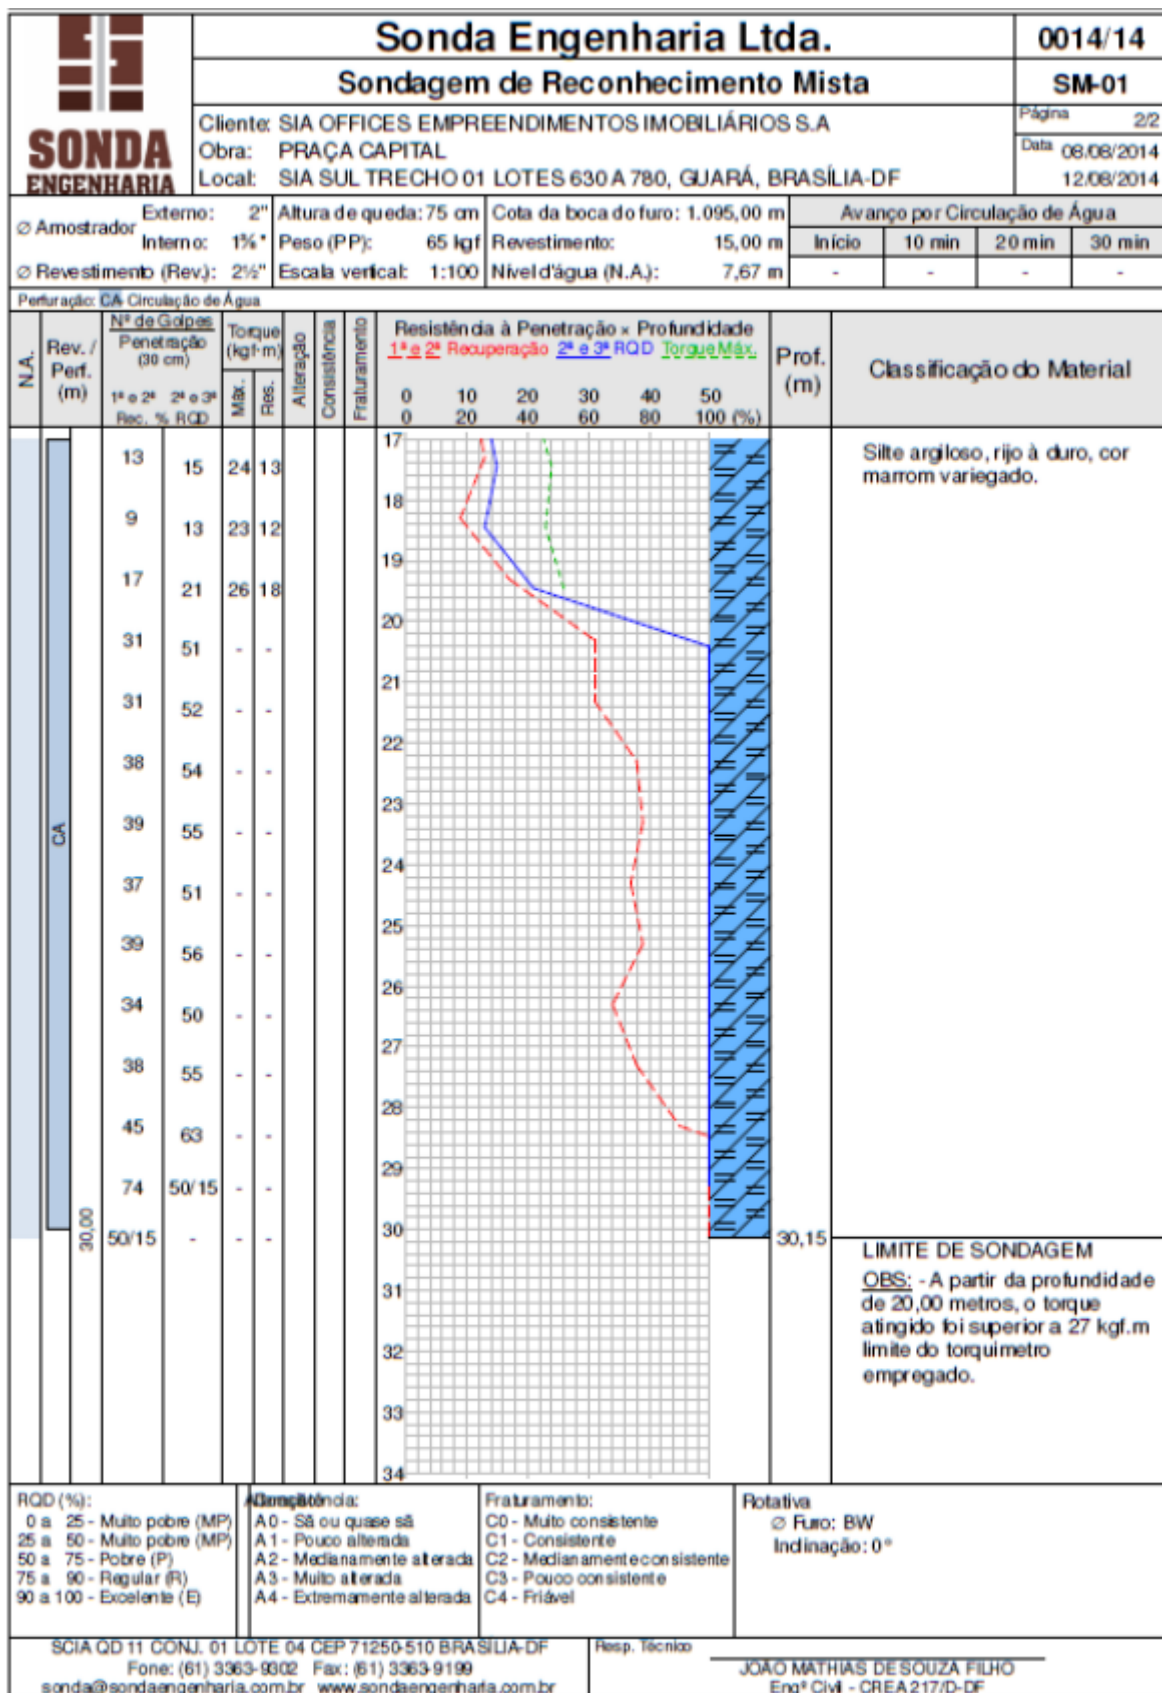 Sonda Engenharia Ltda.
0014/14
Sondagem de Reconhecimento Mista
SM-01
SONDA
ENGENHARIA
Cliente: SIA OFFICES EMPREENDIMENTOS IMOBILIÁRIOS S.A
Obra: PRAÇA CAPITAL
Local: SIA SUL TRECHO 01 LOTES 630 A 780, GUARÁ, BRASÍLIA-DF
Página 2/2
Data 08/08/2014
12/08/2014
Ø Amostrador Externo: 2"
Interno: 1⅜"
Ø Revestimento (Rev.): 2½"
Altura de queda: 75 cm
Peso (PP): 65 kgf
Escala vertical: 1:100
Cota da boca do furo: 1.095,00 m
Revestimento: 15,00 m
Nível d'água (N.A.): 7,67 m
Avanço por Circulação de Água
Início 10 min 20 min 30 min
- - - -
Perfuração: CA- Circulação de Água
N.A.
Rev. /
Perf.
(m)
Nº de Golpes
Penetração
(30 cm)
1ª e 2ª 2ª e 3ª
Rec. % RQD
Torque
(kgf·m)
Máx. Res.
Alteração
Consistência
Fraturamento
Resistência à Penetração × Profundidade
1ª e 2ª Recuperação 2ª e 3ª RQD Torque Máx.
0 10 20 30 40 50
0 20 40 60 80 100 (%)
Prof.
(m)
Classificação do Material
CA
30,00
13 15 24 13
9 13 23 12
17 21 26 18
31 51 - -
31 52 - -
38 54 - -
39 55 - -
37 51 - -
39 56 - -
34 50 - -
38 55 - -
45 63 - -
74 50/15 - -
50/15 - - -
17
18
19
20
21
22
23
24
25
26
27
28
29
30
31
32
33
34
30,15
Silte argiloso, rijo à duro, cor
marrom variegado.
LIMITE DE SONDAGEM
OBS: - A partir da profundidade
de 20,00 metros, o torque
atingido foi superior a 27 kgf.m
limite do torquimetro
empregado.
RQD (%):
0 a 25 - Muito pobre (MP)
25 a 50 - Muito pobre (MP)
50 a 75 - Pobre (P)
75 a 90 - Regular (R)
90 a 100 - Excelente (E)
A0 - Sã ou quase sã
A1 - Pouco alterada
A2 - Medianamente alterada
A3 - Muito alterada
A4 - Extremamente alterada
Fraturamento:
C0 - Muito consistente
C1 - Consistente
C2 - Medianamente consistente
C3 - Pouco consistente
C4 - Friável
Rotativa
Ø Furo: BW
Inclinação: 0°
SCIA QD 11 CONJ. 01 LOTE 04 CEP 71250-510 BRASÍLIA-DF
Fone: (61) 3363-9302 Fax: (61) 3363-9199
sonda@sondaengenharia.com.br www.sondaengenharia.com.br
Resp. Técnico
JOÃO MATHIAS DE SOUZA FILHO
Engº Civil - CREA 217/D-DF